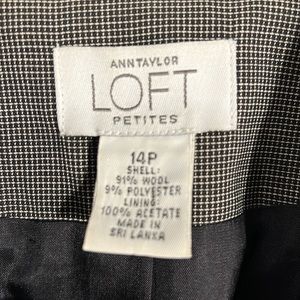 ANNTAYLOR
LOFT
PETITES
14P
SHELL:
91% WOOL
9% POLYESTER
LINING:
100% ACETATE
MADE IN
SRI LANKA